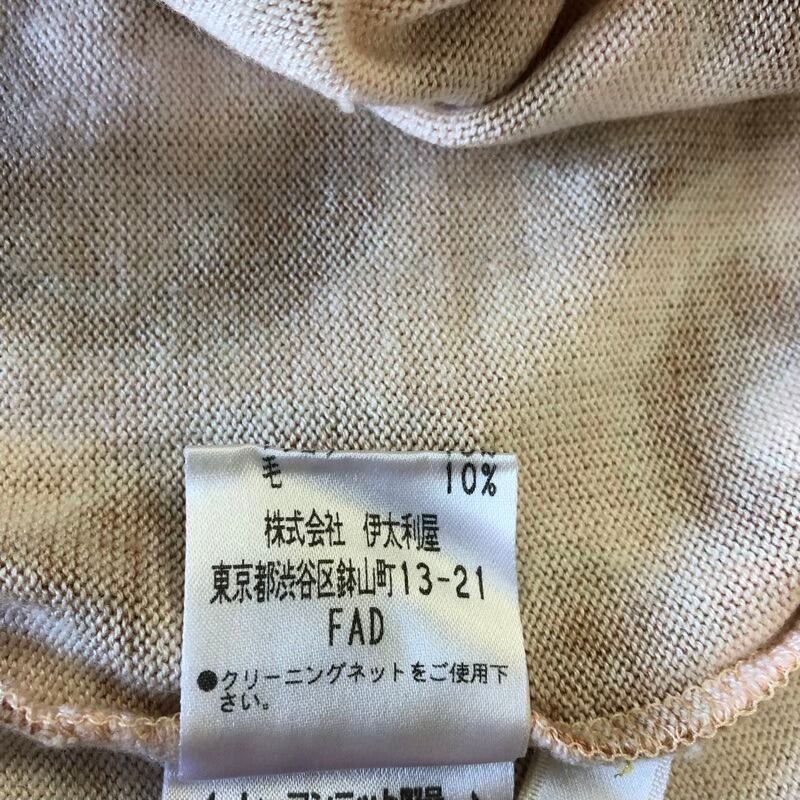 毛 10%
株式会社 伊太利屋
東京都渋谷区鉢山町13-21
FAD
●クリーニングネットをご使用下
さい。